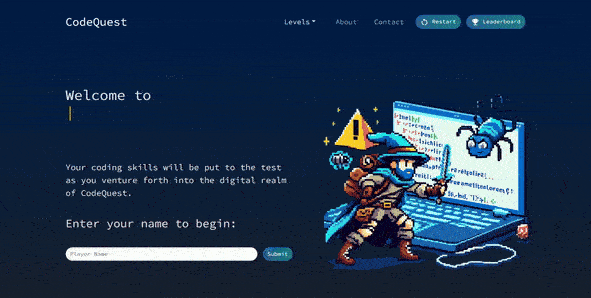 CodeQuest
Levels
About
Contact
Restart
Leaderboard
Welcome to
Your coding skills will be put to the test
as you venture forth into the digital realm
of CodeQuest.
Enter your name to begin:
Player Name
Submit
!